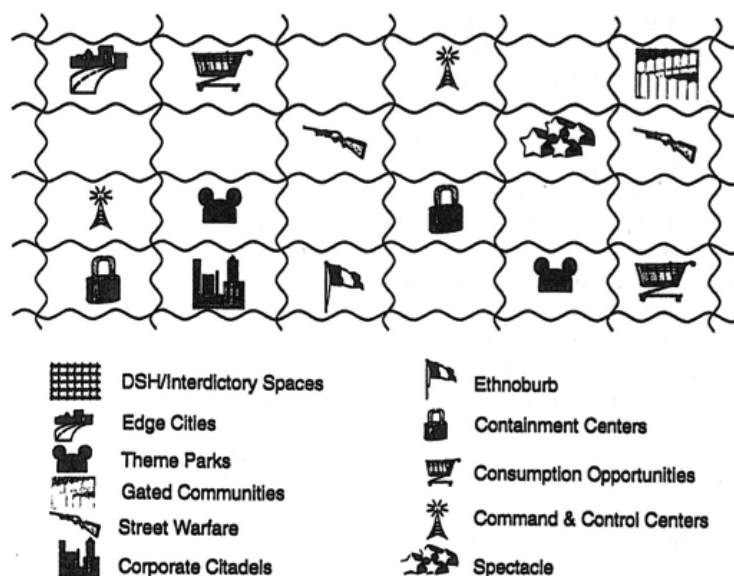 DSH/Interdictory Spaces
Edge Cities
Theme Parks
Gated Communities
Street Warfare
Corporate Citadels
Ethnoburb
Containment Centers
Consumption Opportunities
Command & Control Centers
Spectacle